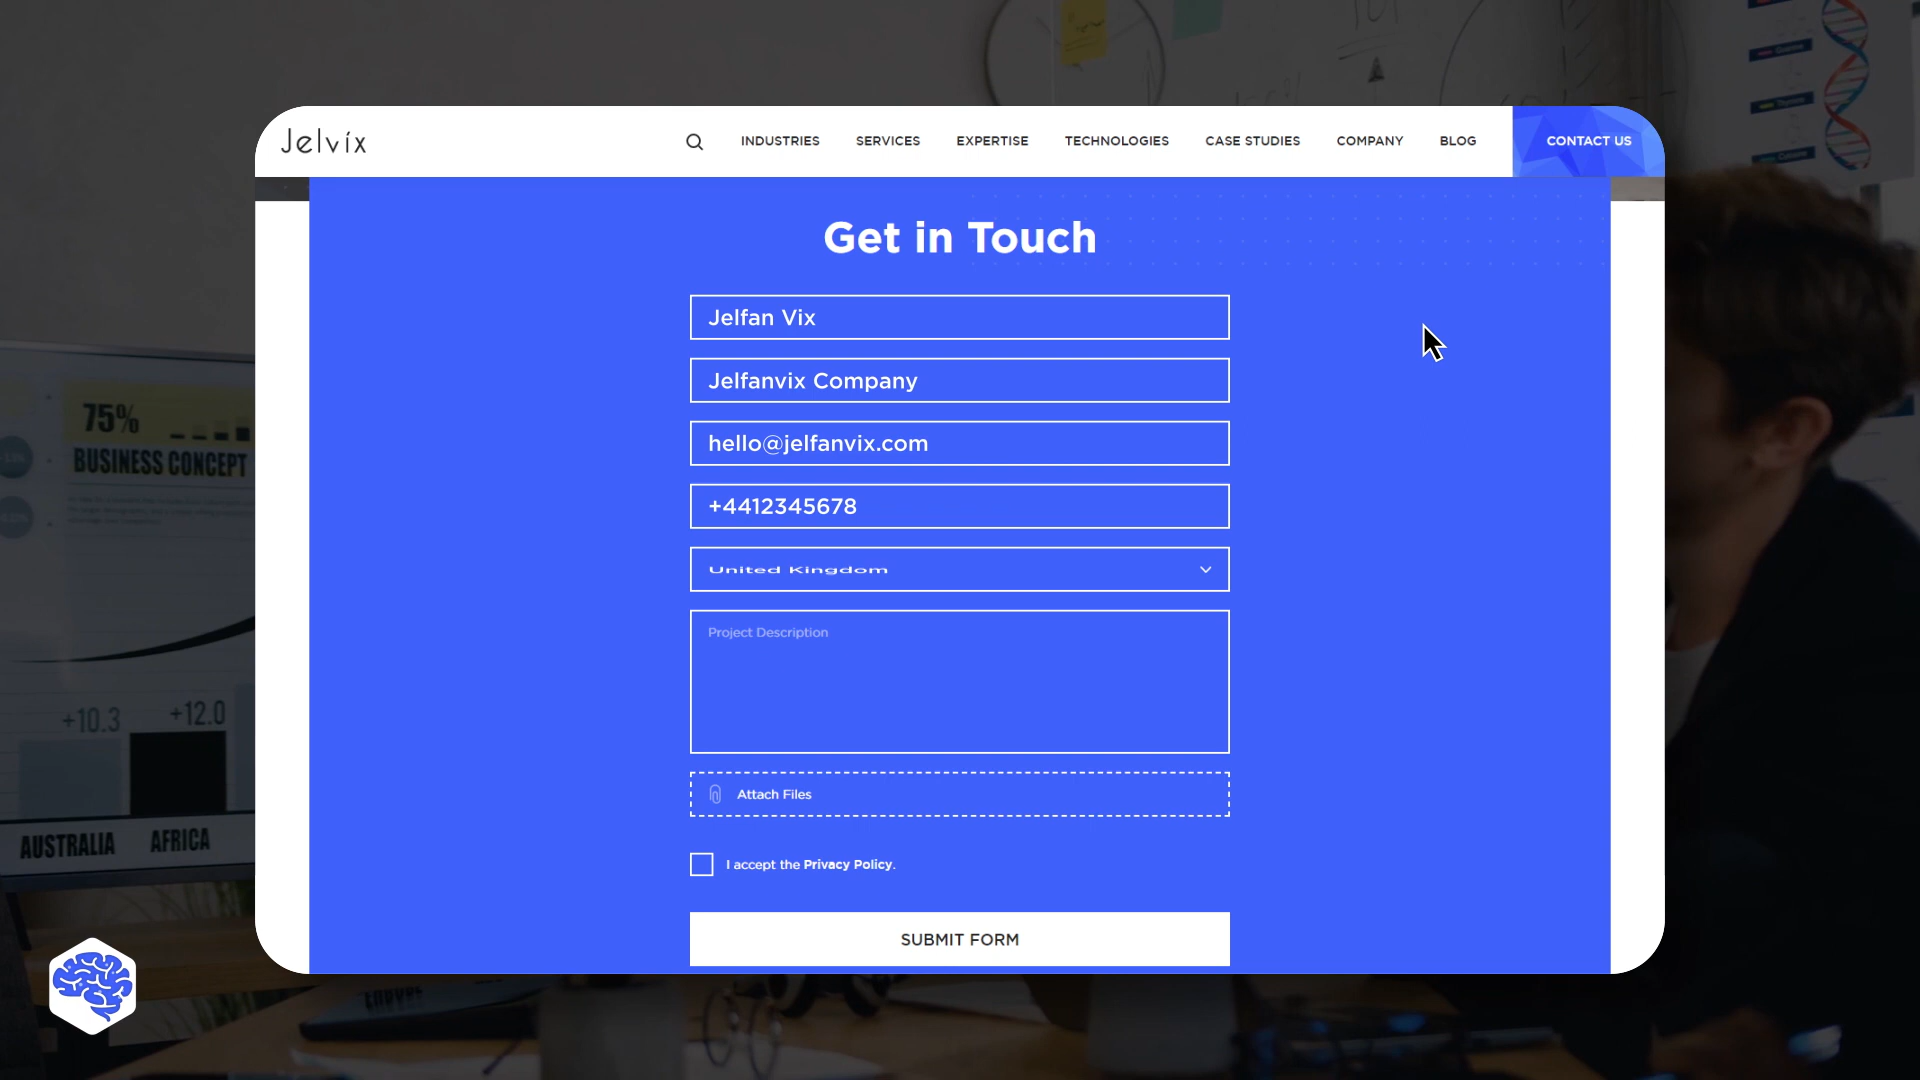 Jelvix
INDUSTRIES
SERVICES
EXPERTISE
TECHNOLOGIES
CASE STUDIES
COMPANY
BLOG
CONTACT US
Get in Touch
Jelfan Vix
Jelfanvix Company
hello@jelfanvix.com
+4412345678
United Kingdom
Project Description
Attach Files
I accept the Privacy Policy.
SUBMIT FORM
75%
BUSINESS CONCEPT
+10.3
+12.0
AUSTRALIA
AFRICA